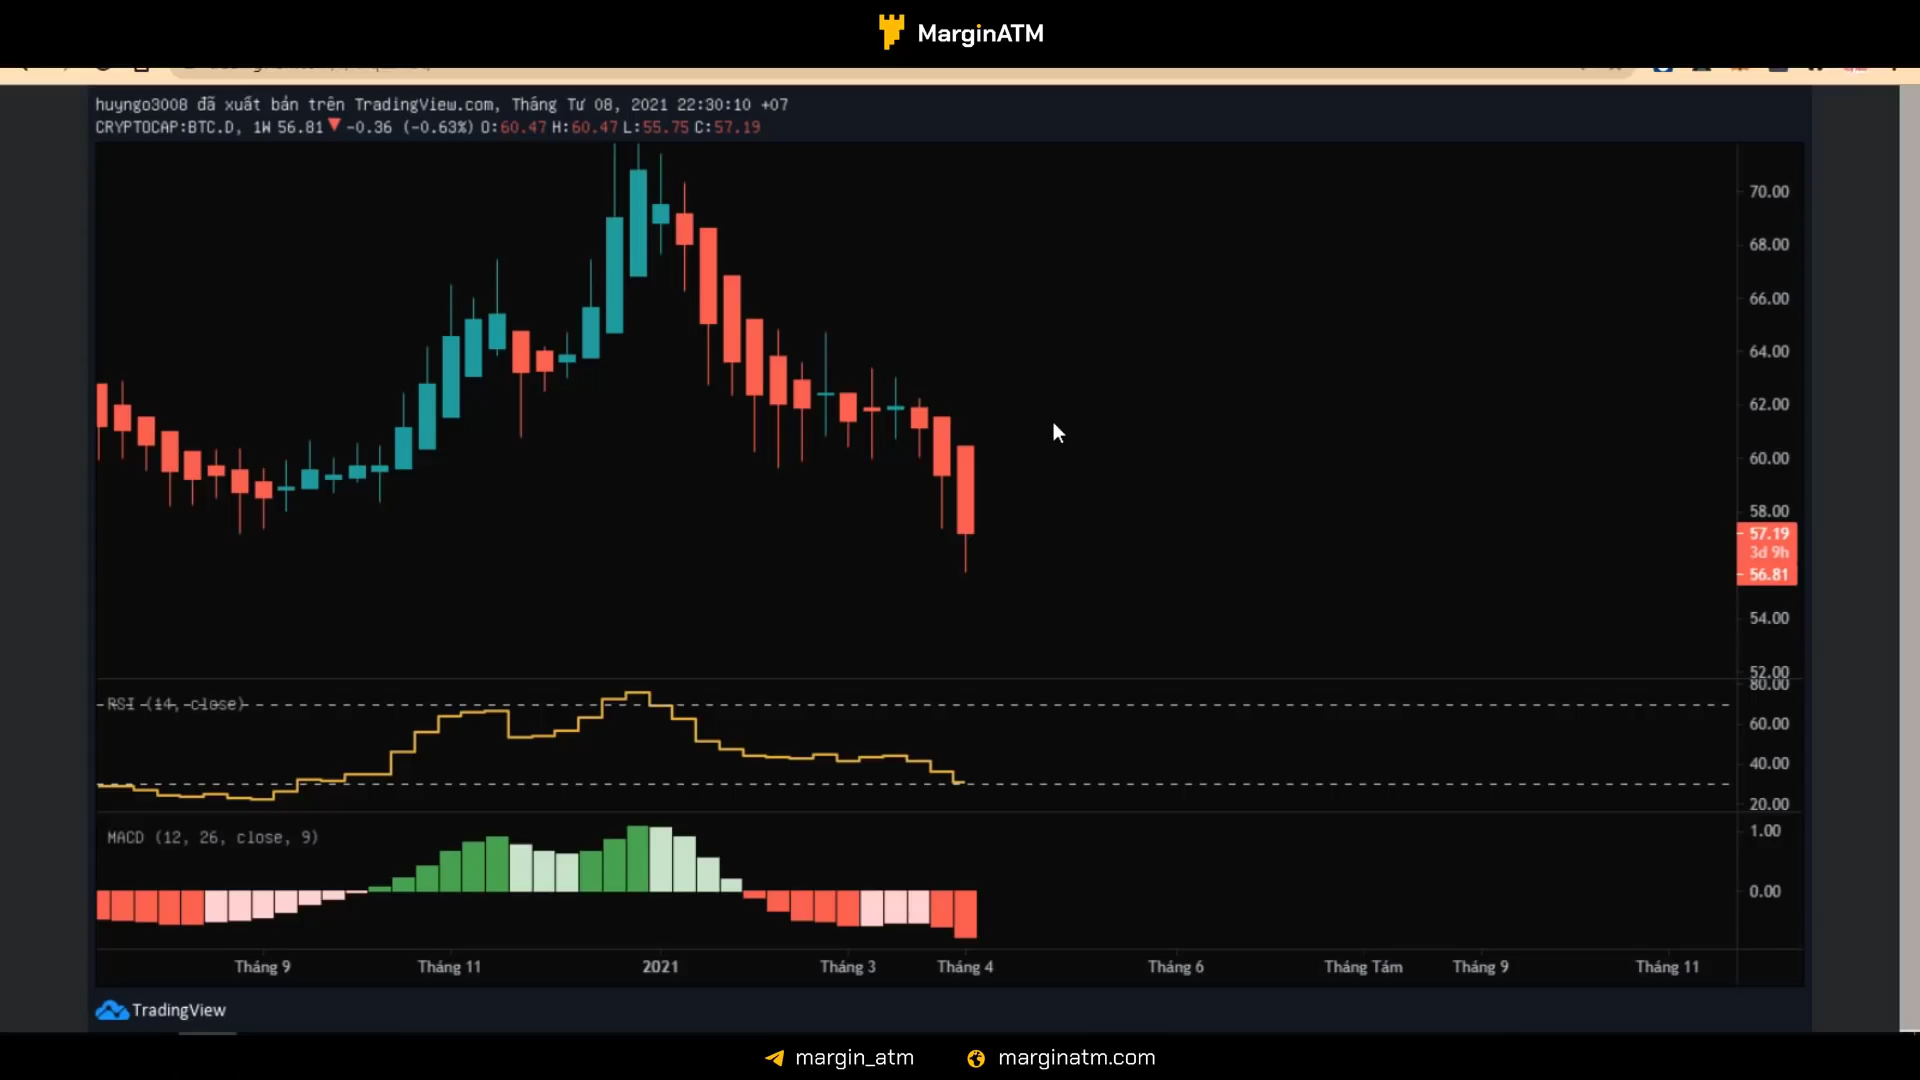 MarginATM
huyngo3008 đã xuất bản trên TradingView.com, Tháng Tư 08, 2021 22:30:10 +07
CRYPTOCAP:BTC.D, 1W 56.81▼ -0.36 (-0.63%) O:60.47 H:60.47 L:55.75 C:57.19
70.00
68.00
66.00
64.00
62.00
60.00
58.00
57.19
3d 9h
56.81
54.00
52.00
RSI (14, close)
80.00
60.00
40.00
20.00
MACD (12, 26, close, 9)
1.00
0.00
Tháng 9 Tháng 11 2021 Tháng 3 Tháng 4 Tháng 6 Tháng Tám Tháng 9 Tháng 11
TradingView
margin_atm marginatm.com